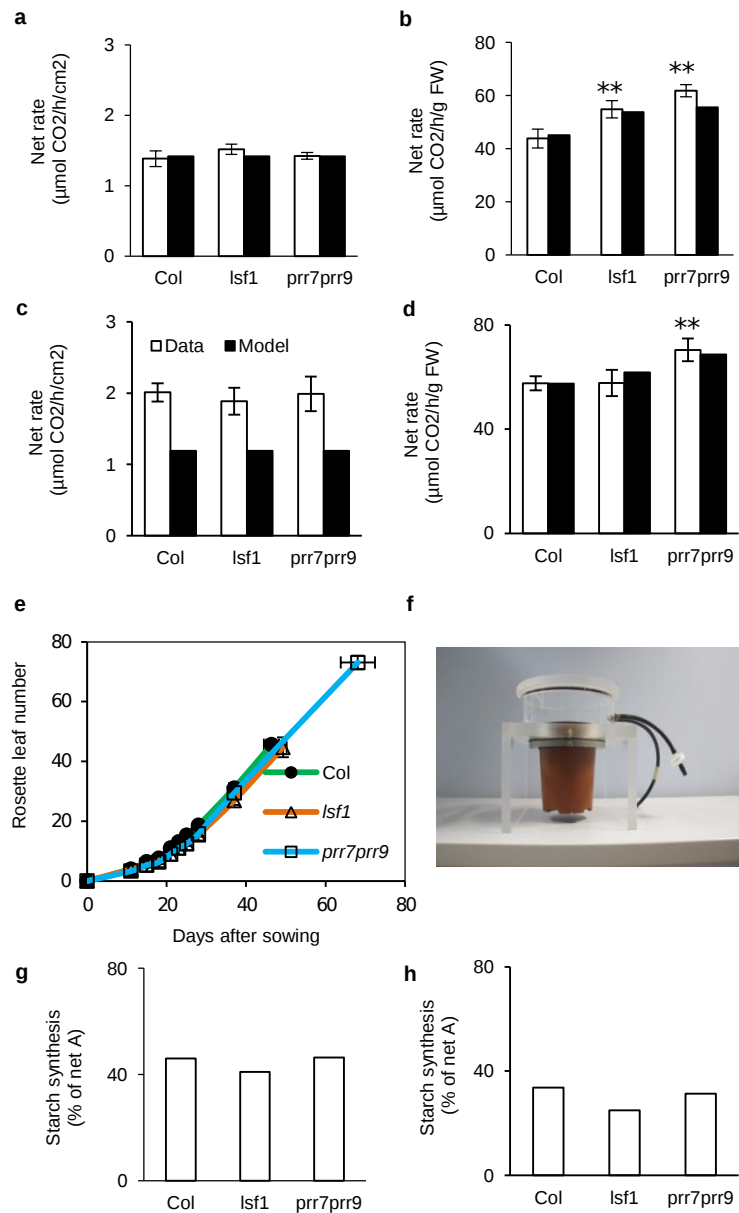 a
Net rate
(µmol CO2/h/cm2)
3
2
1
0
Col
lsf1
prr7prr9
b
Net rate
(µmol CO2/h/g FW)
80
60
40
20
0
**
**
Col
lsf1
prr7prr9
c
Net rate
(µmol CO2/h/cm2)
3
2
1
0
Data
Model
Col
lsf1
prr7prr9
d
Net rate
(µmol CO2/h/g FW)
80
40
0
**
Col
lsf1
prr7prr9
e
Rosette leaf number
80
60
40
20
0
Col
lsf1
prr7prr9
0 20 40 60 80
Days after sowing
f
g
Starch synthesis
(% of net A)
80
40
0
Col
lsf1
prr7prr9
h
Starch synthesis
(% of net A)
80
40
0
Col
lsf1
prr7prr9